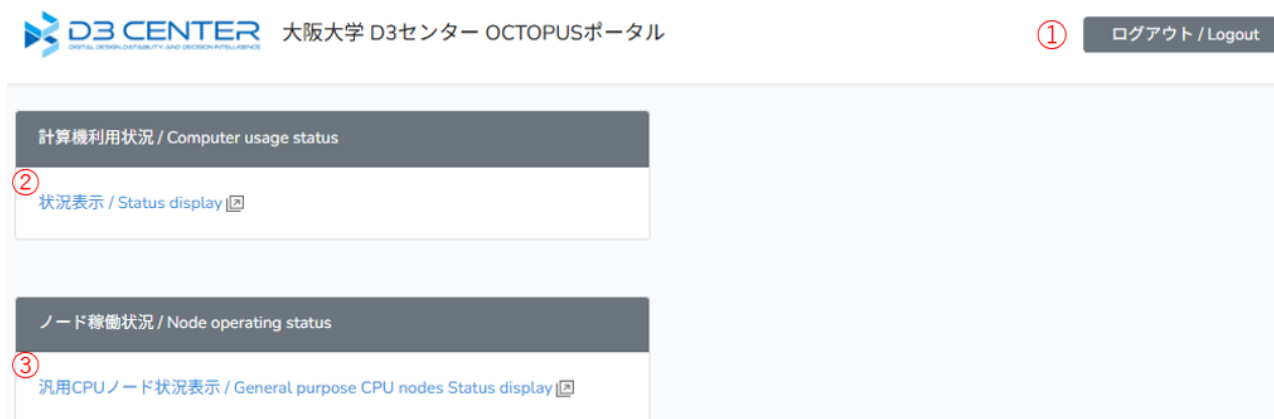 D3 CENTER
DIGITAL DESIGN, DATABILITY, AND DECISION INTELLIGENCE
大阪大学 D3センター OCTOPUSポータル
① ログアウト / Logout
計算機利用状況 / Computer usage status
②
状況表示 / Status display
ノード稼働状況 / Node operating status
③
汎用CPUノード状況表示 / General purpose CPU nodes Status display